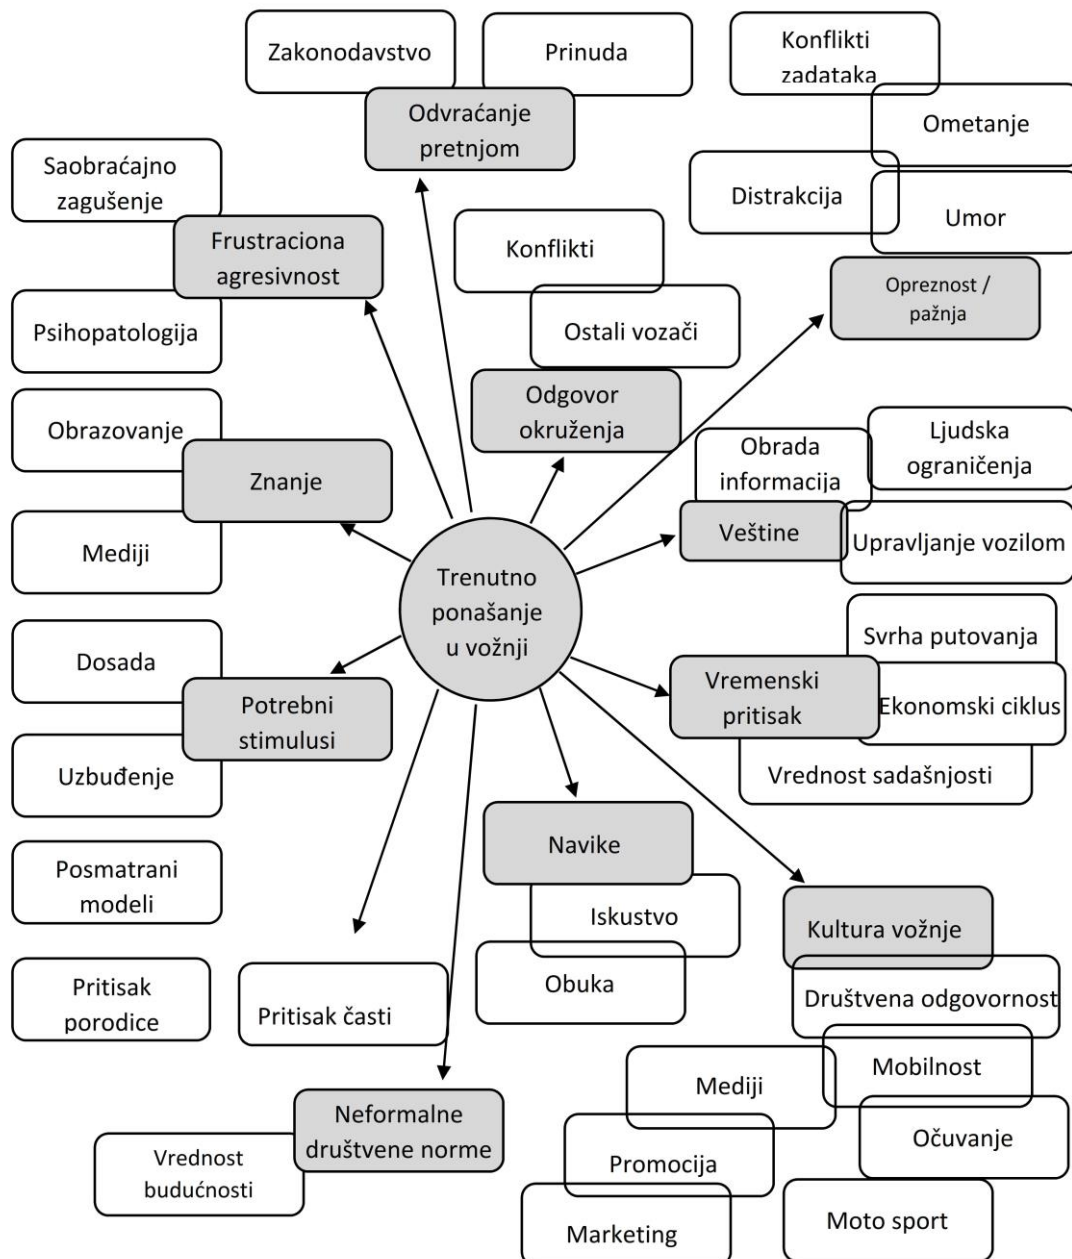 Zakonodavstvo
Prinuda
Konflikti
zadataka
Odvraćanje
pretnjom
Ometanje
Saobraćajno
zagušenje
Distrakcija
Umor
Frustraciona
agresivnost
Konflikti
Opreznost /
pažnja
Psihopatologija
Ostali vozači
Odgovor
okruženja
Obrazovanje
Obrada
informacija
Ljudska
ograničenja
Znanje
Veštine
Upravljanje vozilom
Mediji
Trenutno
ponašanje
u vožnji
Svrha putovanja
Dosada
Vremenski
pritisak
Ekonomski ciklus
Potrebni
stimulusi
Vrednost sadašnjosti
Uzbuđenje
Navike
Posmatrani
modeli
Iskustvo
Kultura vožnje
Pritisak
porodice
Pritisak časti
Obuka
Društvena odgovornost
Mobilnost
Mediji
Neformalne
društvene norme
Očuvanje
Vrednost
budućnosti
Promocija
Marketing
Moto sport